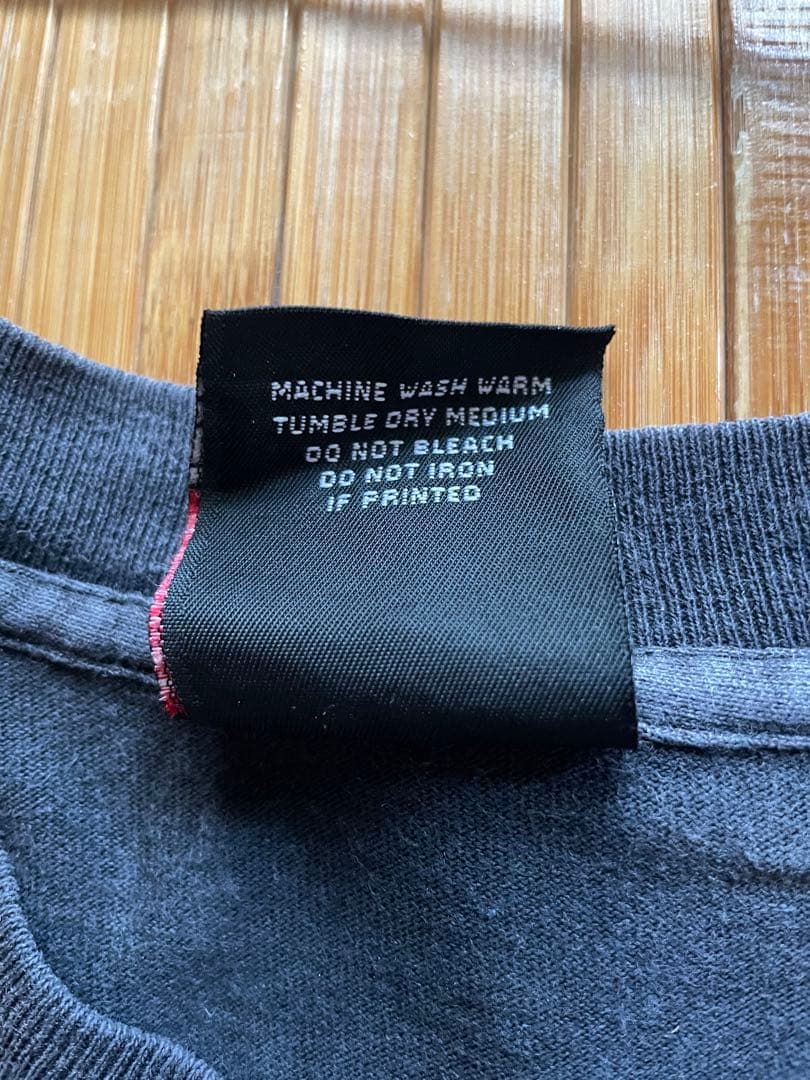 MACHINE WASH WARM
TUMBLE DRY MEDIUM
DO NOT BLEACH
DO NOT IRON
IF PRINTED